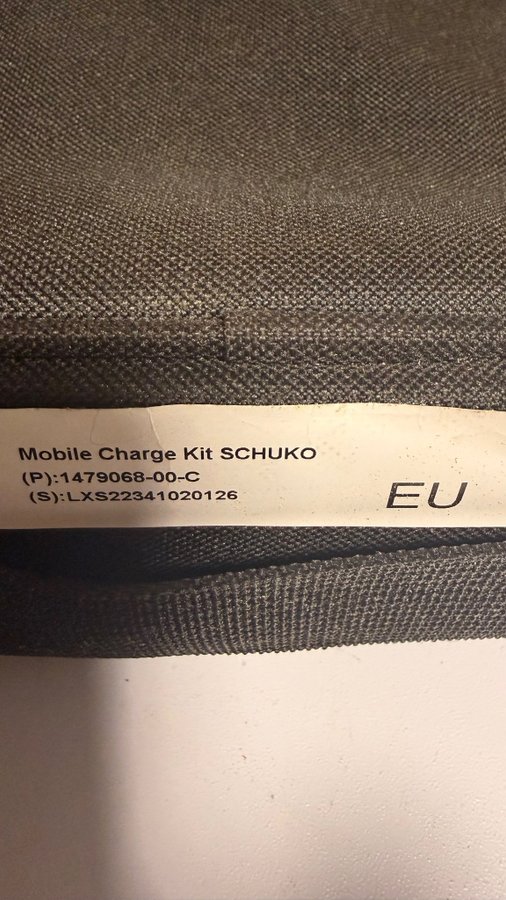 Mobile Charge Kit SCHUKO
(P):1479068-00-C
(S):LXS22341020126
EU